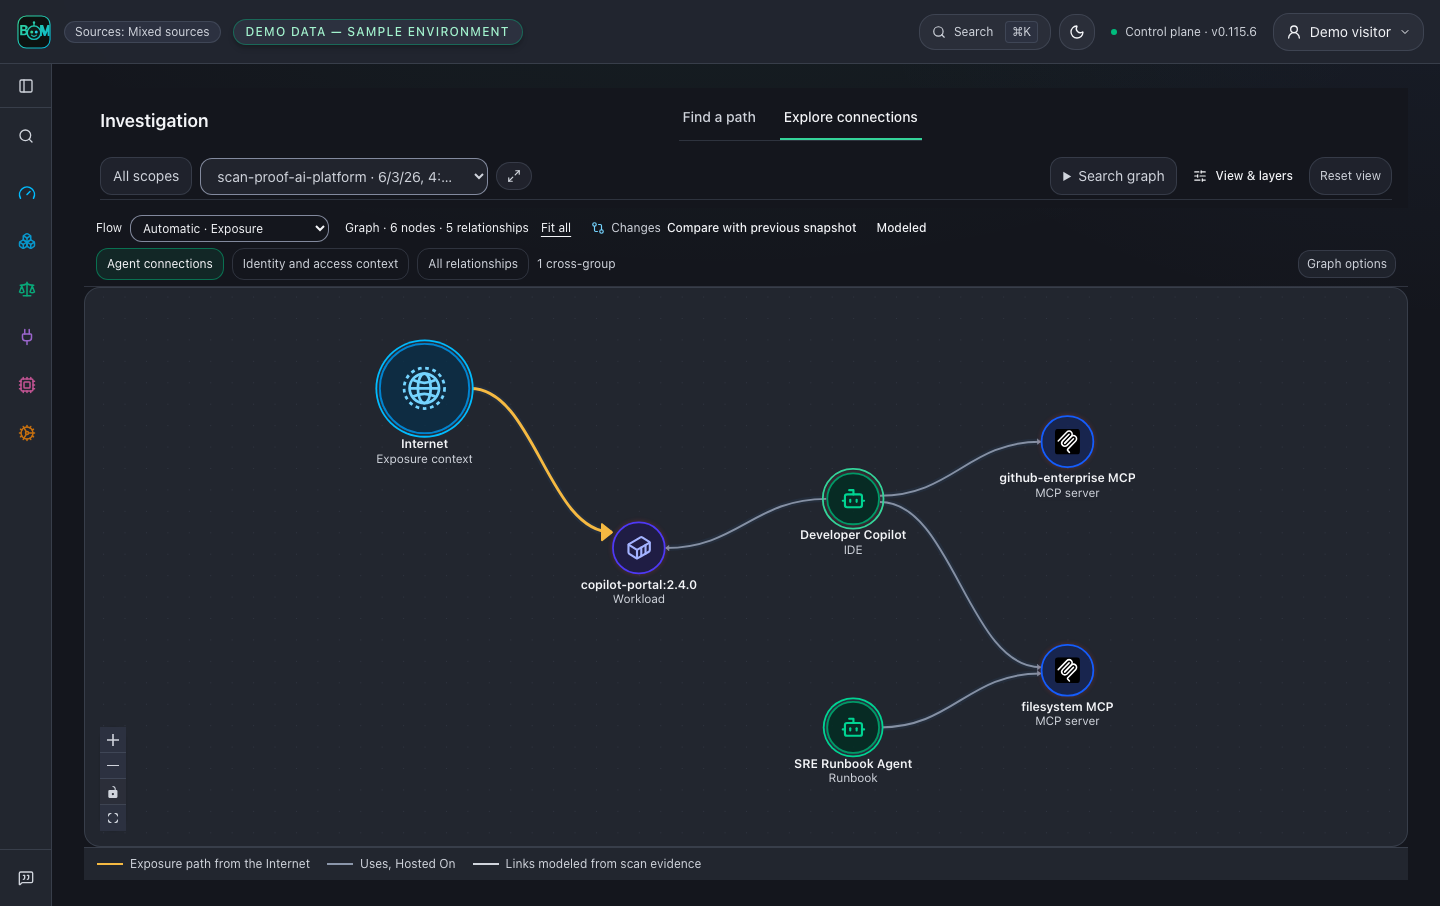 BOM
Sources: Mixed sources
DEMO DATA — SAMPLE ENVIRONMENT
Search ⌘K
Control plane · v0.115.6
Demo visitor
Investigation
Find a path
Explore connections
All scopes
scan-proof-ai-platform · 6/3/26, 4:...
Search graph
View & layers
Reset view
Flow
Automatic · Exposure
Graph · 6 nodes · 5 relationships
Fit all
Changes
Compare with previous snapshot
Modeled
Agent connections
Identity and access context
All relationships
1 cross-group
Graph options
Internet
Exposure context
github-enterprise MCP
MCP server
Developer Copilot
IDE
copilot-portal:2.4.0
Workload
filesystem MCP
MCP server
SRE Runbook Agent
Runbook
Exposure path from the Internet
Uses, Hosted On
Links modeled from scan evidence